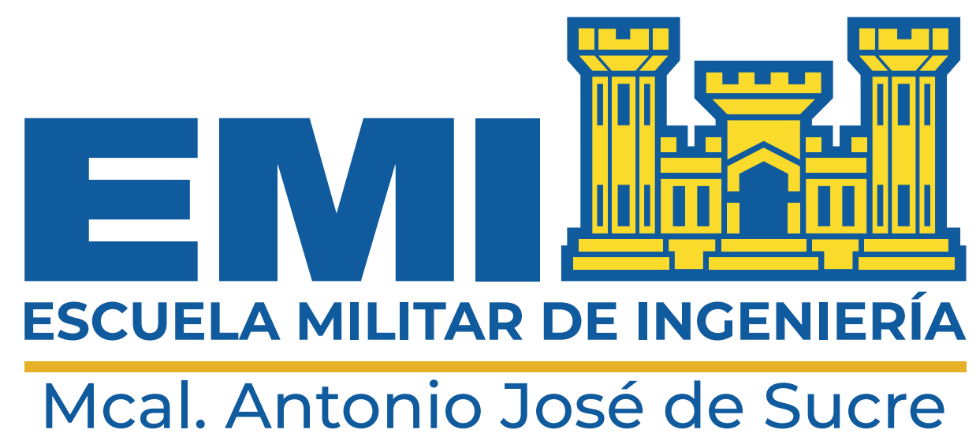 EMI
ESCUELA MILITAR DE INGENIERÍA
Mcal. Antonio José de Sucre